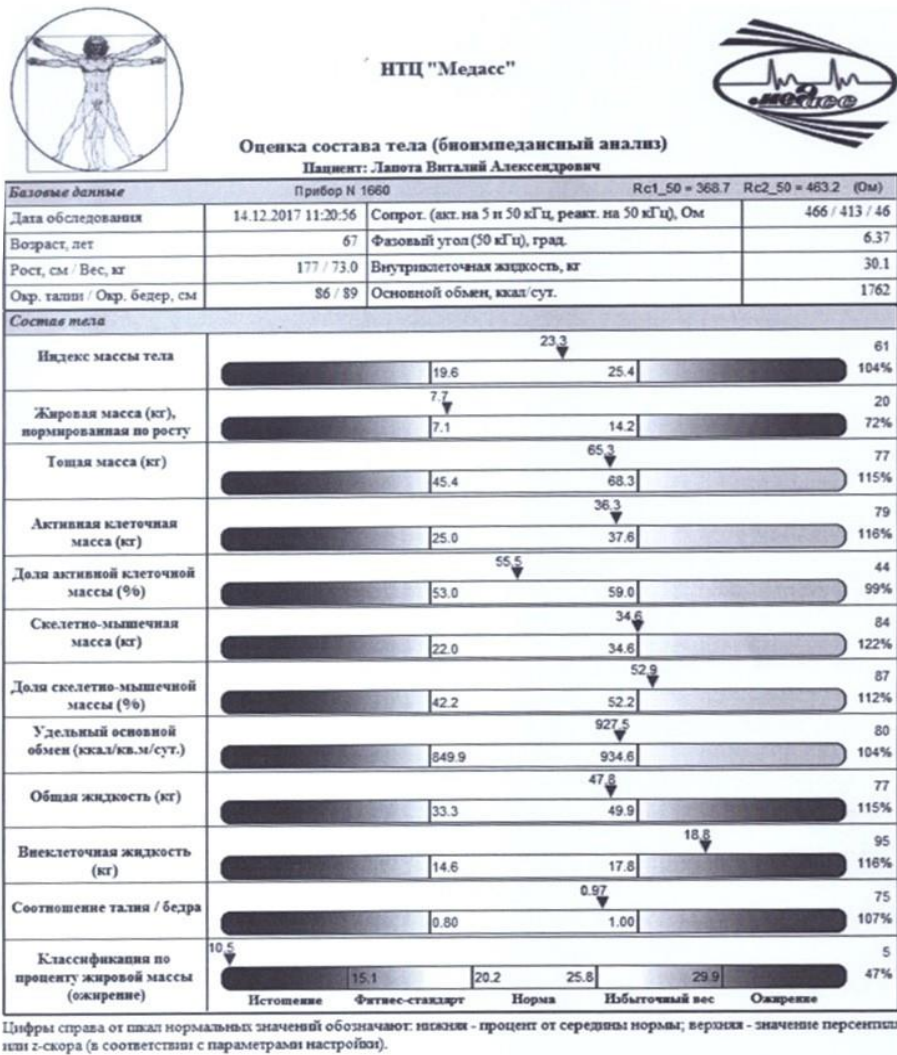 НТЦ "Медасс"
медасс
Оценка состава тела (биоимпедансный анализ)
Пациент: Лапота Виталий Александрович
Базовые данные Прибор N 1660 Rc1_50 = 368.7 Rc2_50 = 463.2 (Ом)
Дата обследования 14.12.2017 11:20:56 Сопрот. (акт. на 5 и 50 кГц, реакт. на 50 кГц), Ом 466 / 413 / 46
Возраст, лет 67 Фазовый угол (50 кГц), град. 6.37
Рост, см / Вес, кг 177 / 73.0 Внутриклеточная жидкость, кг 30.1
Окр. талии / Окр. бедер, см 86 / 89 Основной обмен, ккал/сут. 1762
Состав тела
Индекс массы тела 23.3 61
19.6 25.4 104%
Жировая масса (кг), 7.7 20
нормированная по росту 7.1 14.2 72%
Тощая масса (кг) 65.3 77
45.4 68.3 115%
Активная клеточная 36.3 79
масса (кг) 25.0 37.6 116%
Доля активной клеточной 55.5 44
массы (%) 53.0 59.0 99%
Скелетно-мышечная 34.6 84
масса (кг) 22.0 34.6 122%
Доля скелетно-мышечной 52.9 87
массы (%) 42.2 52.2 112%
Удельный основной 927.5 80
обмен (ккал/кв.м/сут.) 849.9 934.6 104%
Общая жидкость (кг) 47.8 77
33.3 49.9 115%
Внеклеточная жидкость 18.8 95
(кг) 14.6 17.8 116%
Соотношение талия / бедра 0.97 75
0.80 1.00 107%
Классификация по 10.5 5
проценту жировой массы 15.1 20.2 25.8 29.9 47%
(ожирение) Истощение Фитнес-стандарт Норма Избыточный вес Ожирение
Цифры справа от шкал нормальных значений обозначают: нижняя - процент от середины нормы; верхняя - значение персентиля
или z-скора (в соответствии с параметрами настройки).